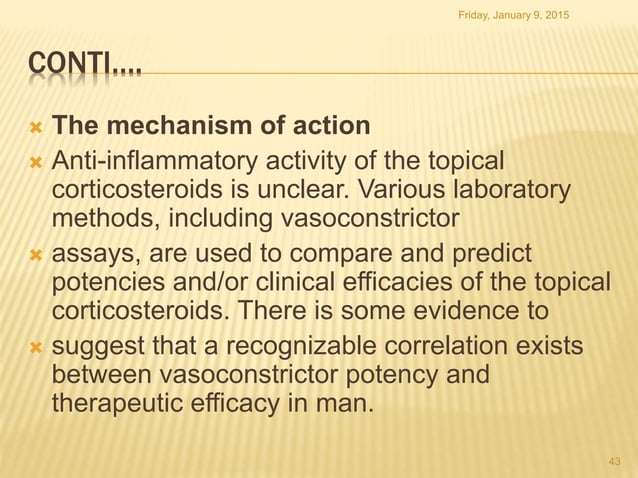 Friday, January 9, 2015
CONTI....
The mechanism of action
Anti-inflammatory activity of the topical
corticosteroids is unclear. Various laboratory
methods, including vasoconstrictor
assays, are used to compare and predict
potencies and/or clinical efficacies of the topical
corticosteroids. There is some evidence to
suggest that a recognizable correlation exists
between vasoconstrictor potency and
therapeutic efficacy in man.
43